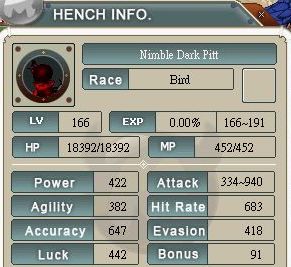 HENCH INFO.
Nimble Dark Pitt
Race Bird
LV 166 EXP 0.00% 166~191
HP 18392/18392 MP 452/452
Power 422 Attack 334~940
Agility 382 Hit Rate 683
Accuracy 647 Evasion 418
Luck 442 Bonus 91